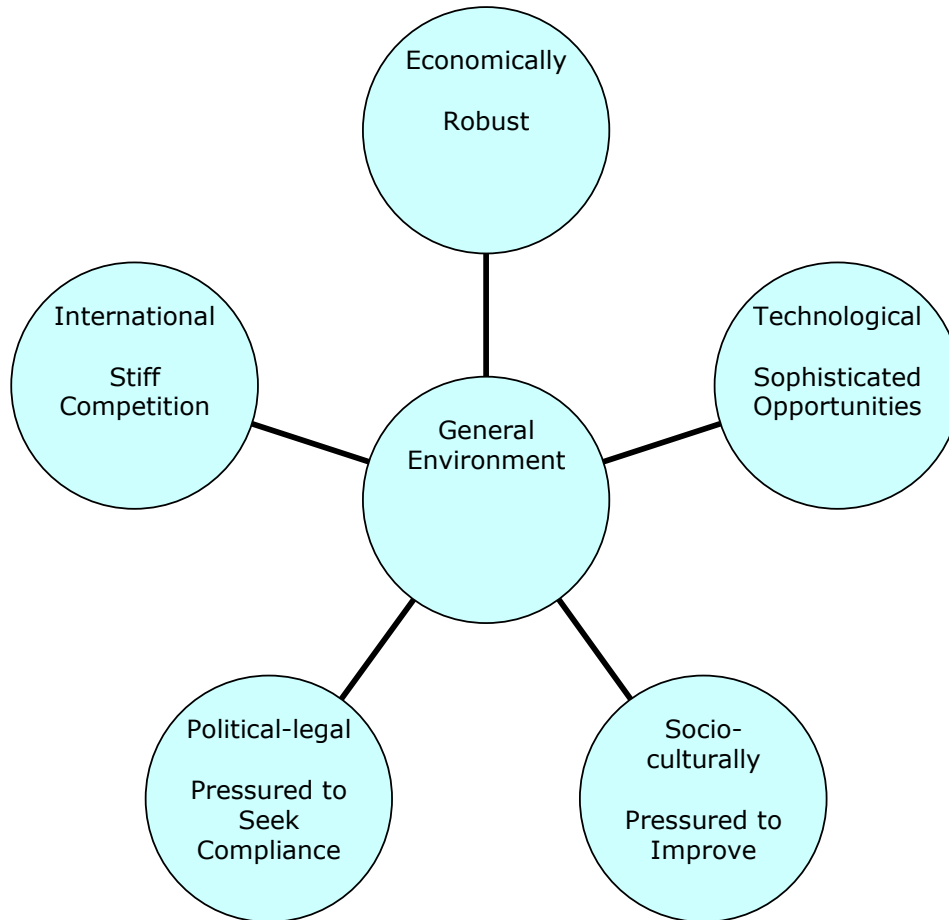 Economically
Robust
International
Stiff
Competition
Technological
Sophisticated
Opportunities
General
Environment
Political-legal
Pressured to
Seek
Compliance
Socio-
culturally
Pressured to
Improve